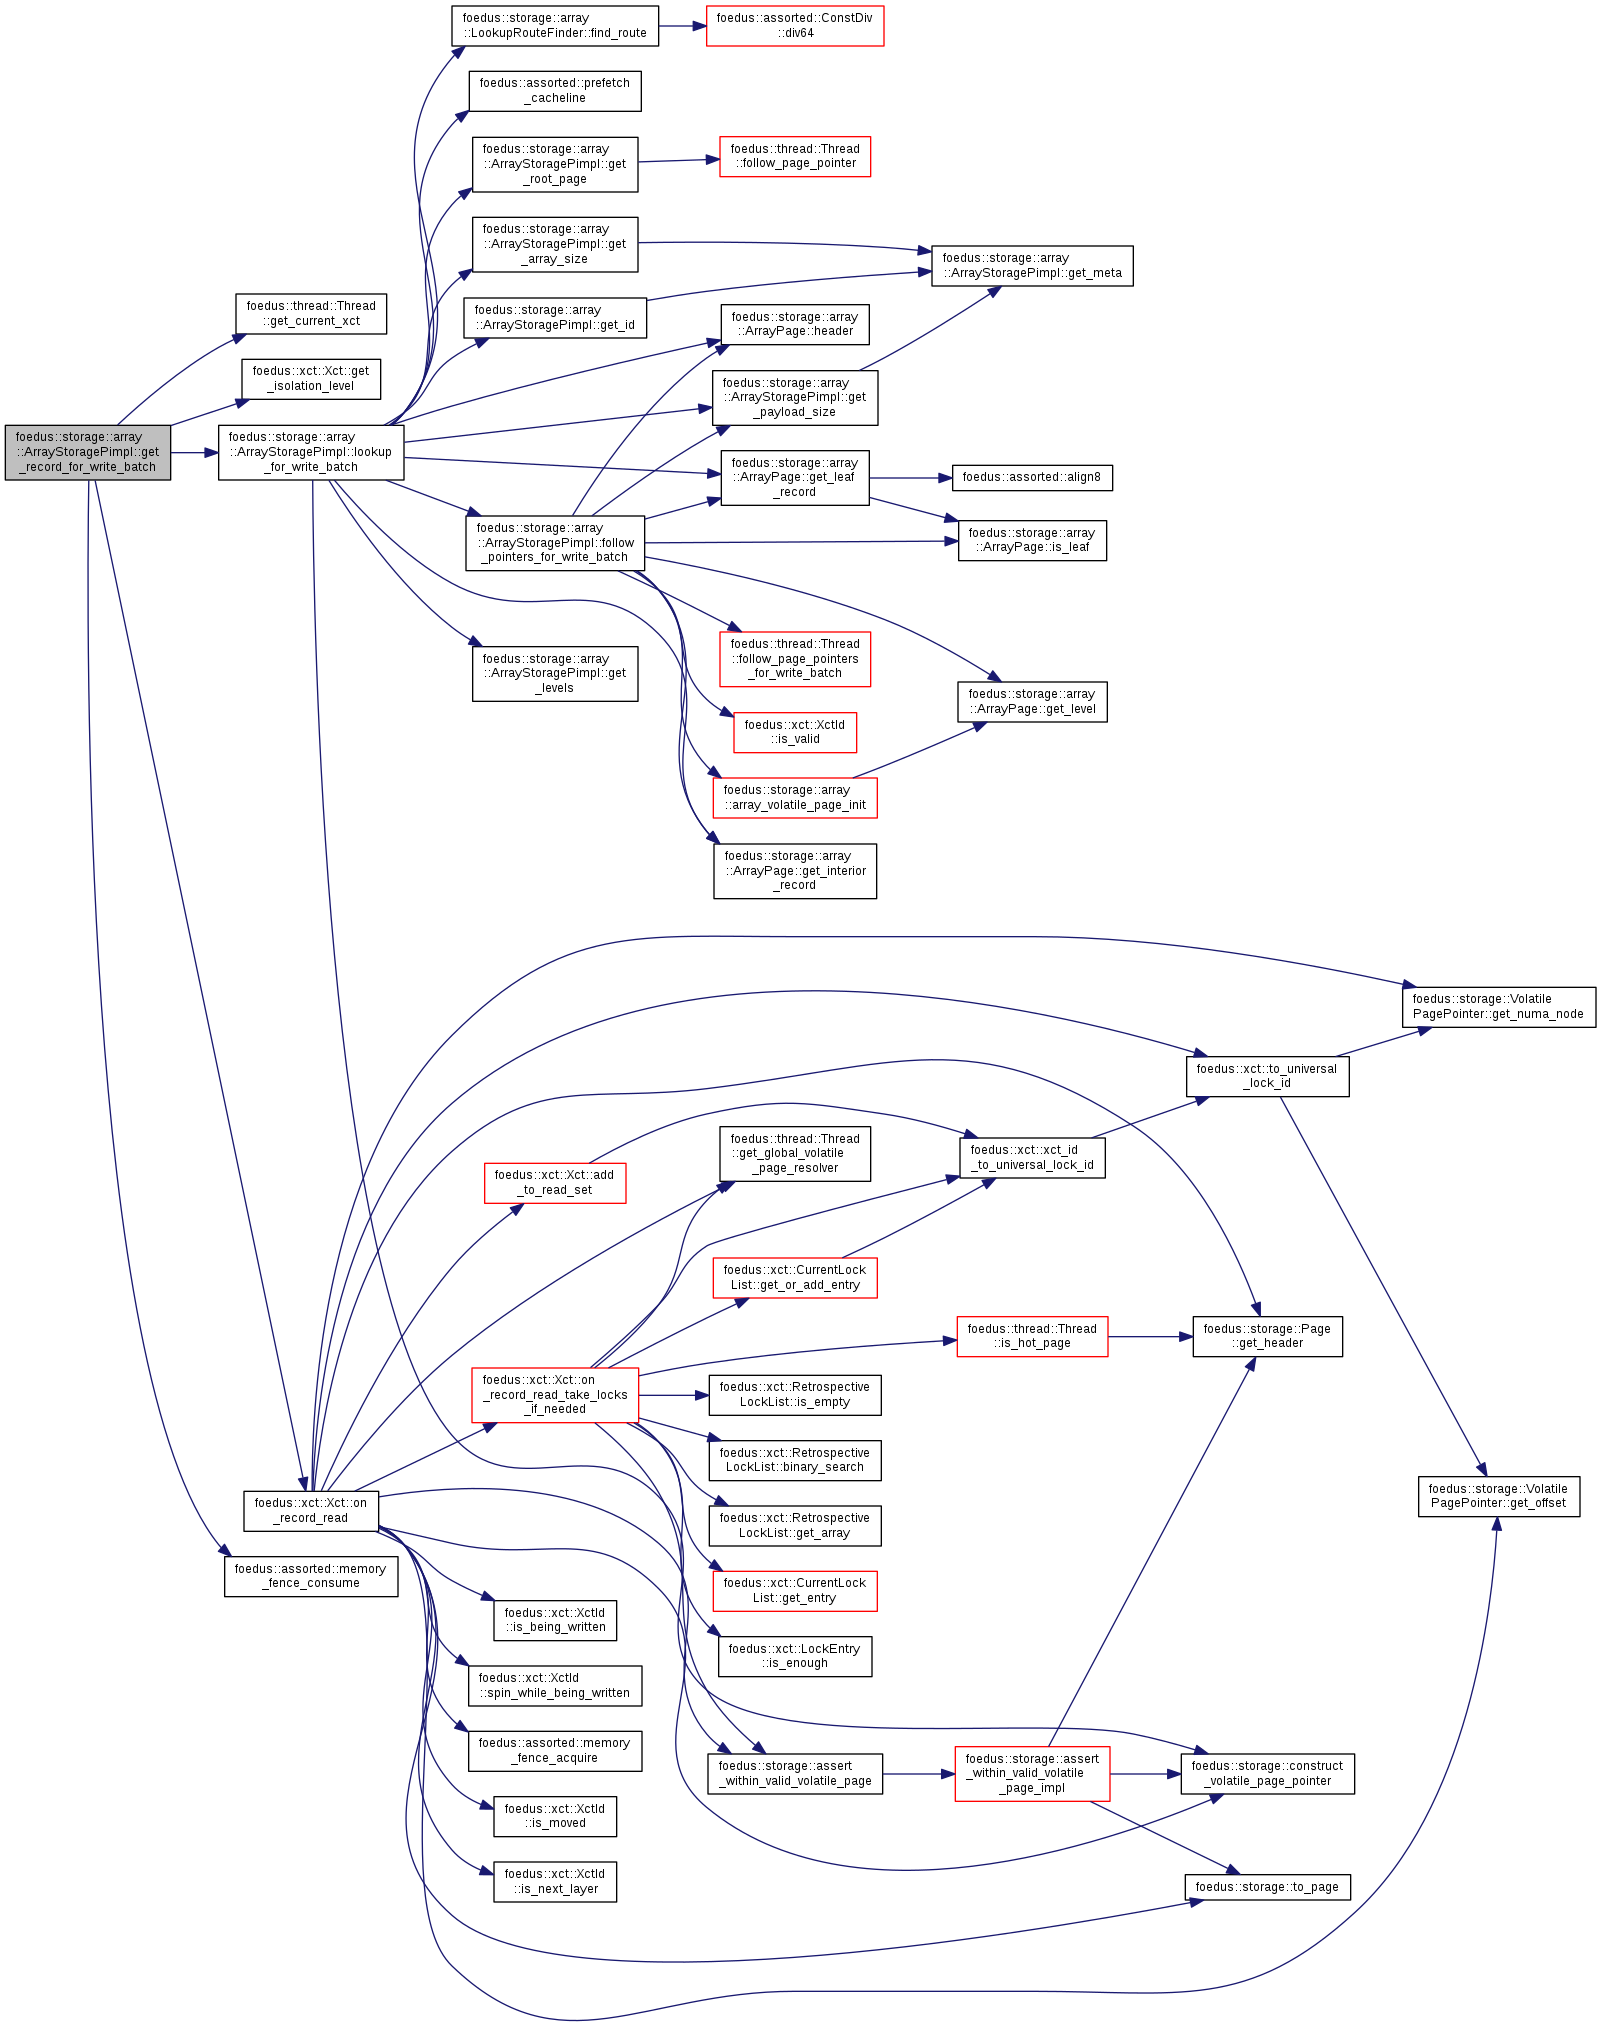 foedus::storage::array
::ArrayStoragePimpl::get
_record_for_write_batch
foedus::thread::Thread
::get_current_xct
foedus::xct::Xct::get
_isolation_level
foedus::storage::array
::ArrayStoragePimpl::lookup
_for_write_batch
foedus::xct::Xct::on
_record_read
foedus::assorted::memory
_fence_consume
foedus::storage::array
::LookupRouteFinder::find_route
foedus::assorted::prefetch
_cacheline
foedus::storage::array
::ArrayStoragePimpl::get
_root_page
foedus::storage::array
::ArrayStoragePimpl::get
_array_size
foedus::storage::array
::ArrayStoragePimpl::get_id
foedus::storage::array
::ArrayStoragePimpl::follow
_pointers_for_write_batch
foedus::storage::array
::ArrayStoragePimpl::get
_levels
foedus::xct::Xct::add
_to_read_set
foedus::xct::Xct::on
_record_read_take_locks
_if_needed
foedus::xct::XctId
::is_being_written
foedus::xct::XctId
::spin_while_being_written
foedus::assorted::memory
_fence_acquire
foedus::xct::XctId
::is_moved
foedus::xct::XctId
::is_next_layer
foedus::assorted::ConstDiv
::div64
foedus::thread::Thread
::follow_page_pointer
foedus::storage::array
::ArrayPage::header
foedus::storage::array
::ArrayStoragePimpl::get
_payload_size
foedus::storage::array
::ArrayPage::get_leaf
_record
foedus::thread::Thread
::follow_page_pointers
_for_write_batch
foedus::xct::XctId
::is_valid
foedus::storage::array
::array_volatile_page_init
foedus::storage::array
::ArrayPage::get_interior
_record
foedus::thread::Thread
::get_global_volatile
_page_resolver
foedus::xct::CurrentLock
List::get_or_add_entry
foedus::xct::Retrospective
LockList::is_empty
foedus::xct::Retrospective
LockList::binary_search
foedus::xct::Retrospective
LockList::get_array
foedus::xct::CurrentLock
List::get_entry
foedus::xct::LockEntry
::is_enough
foedus::storage::assert
_within_valid_volatile_page
foedus::storage::array
::ArrayStoragePimpl::get_meta
foedus::assorted::align8
foedus::storage::array
::ArrayPage::is_leaf
foedus::storage::array
::ArrayPage::get_level
foedus::xct::xct_id
_to_universal_lock_id
foedus::thread::Thread
::is_hot_page
foedus::storage::assert
_within_valid_volatile
_page_impl
foedus::xct::to_universal
_lock_id
foedus::storage::Page
::get_header
foedus::storage::construct
_volatile_page_pointer
foedus::storage::to_page
foedus::storage::Volatile
PagePointer::get_numa_node
foedus::storage::Volatile
PagePointer::get_offset